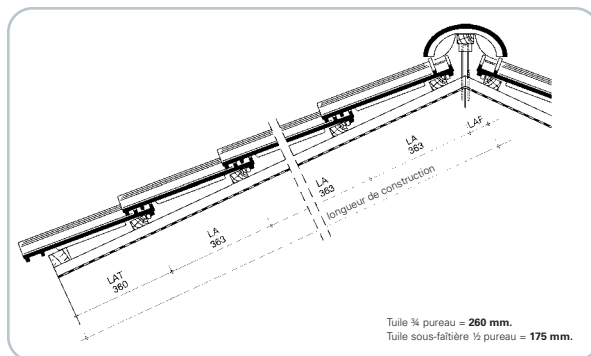 LAF
LA
363
LA
363
longueur de construction
LA
363
LAT
360
Tuile ¾ pureau = 260 mm.
Tuile sous-faîtière ½ pureau = 175 mm.